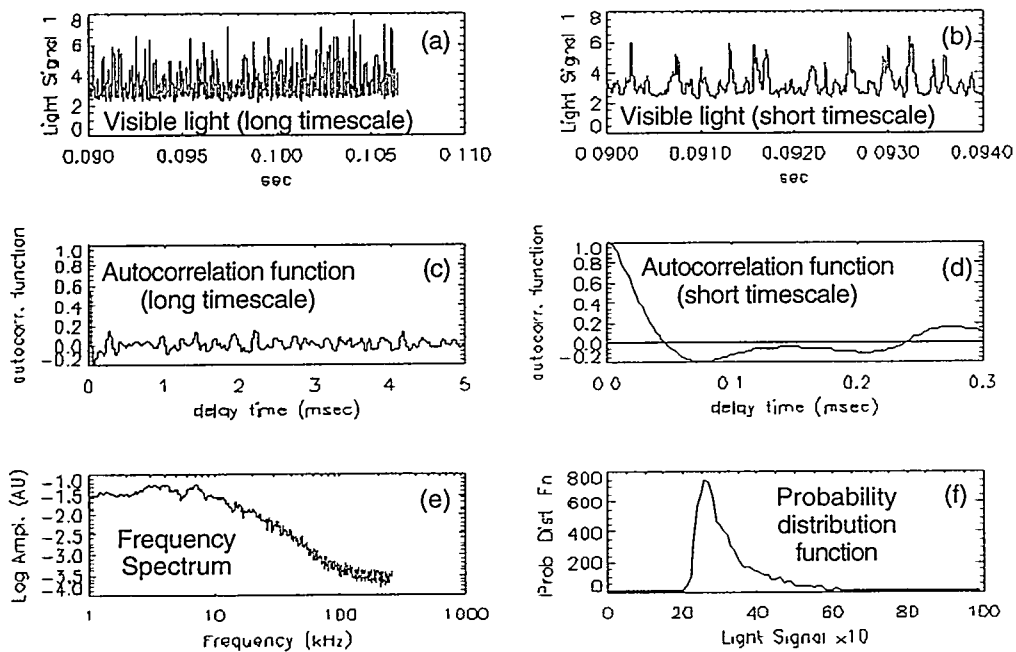 Light Signal 1
8
6
4
2
0
(a)
Visible light (long timescale)
0.090
0.095
0.100
0.105
0.110
sec
Light Signal 1
8
6
4
2
0
(b)
Visible light (short timescale)
0.0900
0.0910
0.0920
0.0930
0.0940
sec
autocorr. function
1.0
0.8
0.6
0.4
0.2
0.0
-0.2
Autocorrelation function
(long timescale)
(c)
0
1
2
3
4
5
delay time (msec)
autocorr. function
1.0
0.8
0.6
0.4
0.2
0.0
-0.2
Autocorrelation function
(short timescale)
(d)
0.0
0.1
0.2
0.3
delay time (msec)
Log Ampl. (AU)
-1.0
-1.5
-2.0
-2.5
-3.0
-3.5
-4.0
Frequency
Spectrum
(e)
1
10
100
1000
Frequency (kHz)
Prob Dist Fn
800
600
400
200
0
Probability
distribution
function
(f)
0
20
40
60
80
100
Light Signal x10